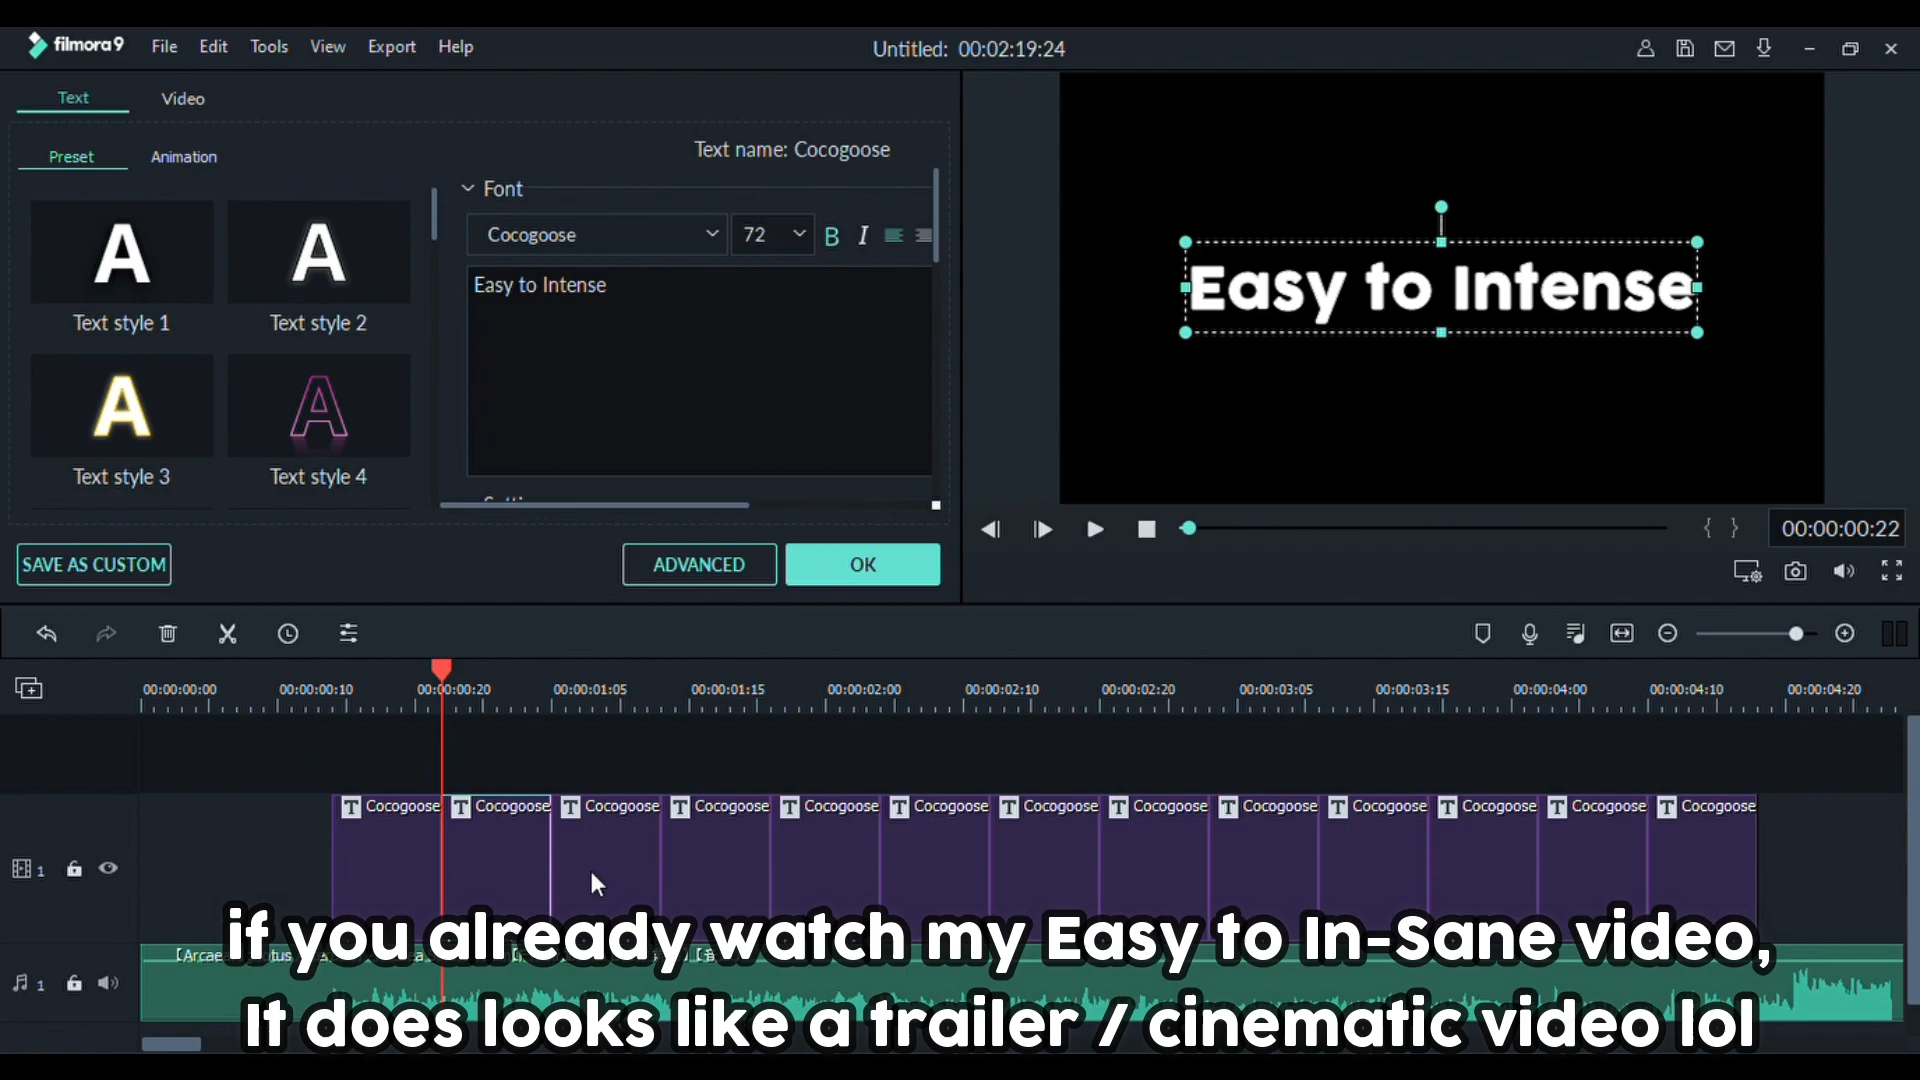 filmora9 File Edit Tools View Export Help Untitled: 00:02:19:24
Text Video
Preset Animation
Text name: Cocogoose
Font
Cocogoose 72 B I
Easy to Intense
A A
Text style 1 Text style 2
A A
Text style 3 Text style 4
SAVE AS CUSTOM ADVANCED OK
Easy to Intense
{ } 00:00:00:22
00:00:00:00 00:00:00:10 00:00:00:20 00:00:01:05 00:00:01:15 00:00:02:00 00:00:02:10 00:00:02:20 00:00:03:05 00:00:03:15 00:00:04:00 00:00:04:10 00:00:04:20
T Cocogoose T Cocogoose T Cocogoose T Cocogoose T Cocogoose T Cocogoose T Cocogoose T Cocogoose T Cocogoose T Cocogoose T Cocogoose T Cocogoose T Cocogoose
1
if you already watch my Easy to In-Sane video,
【Arcae
1
It does looks like a trailer / cinematic video lol